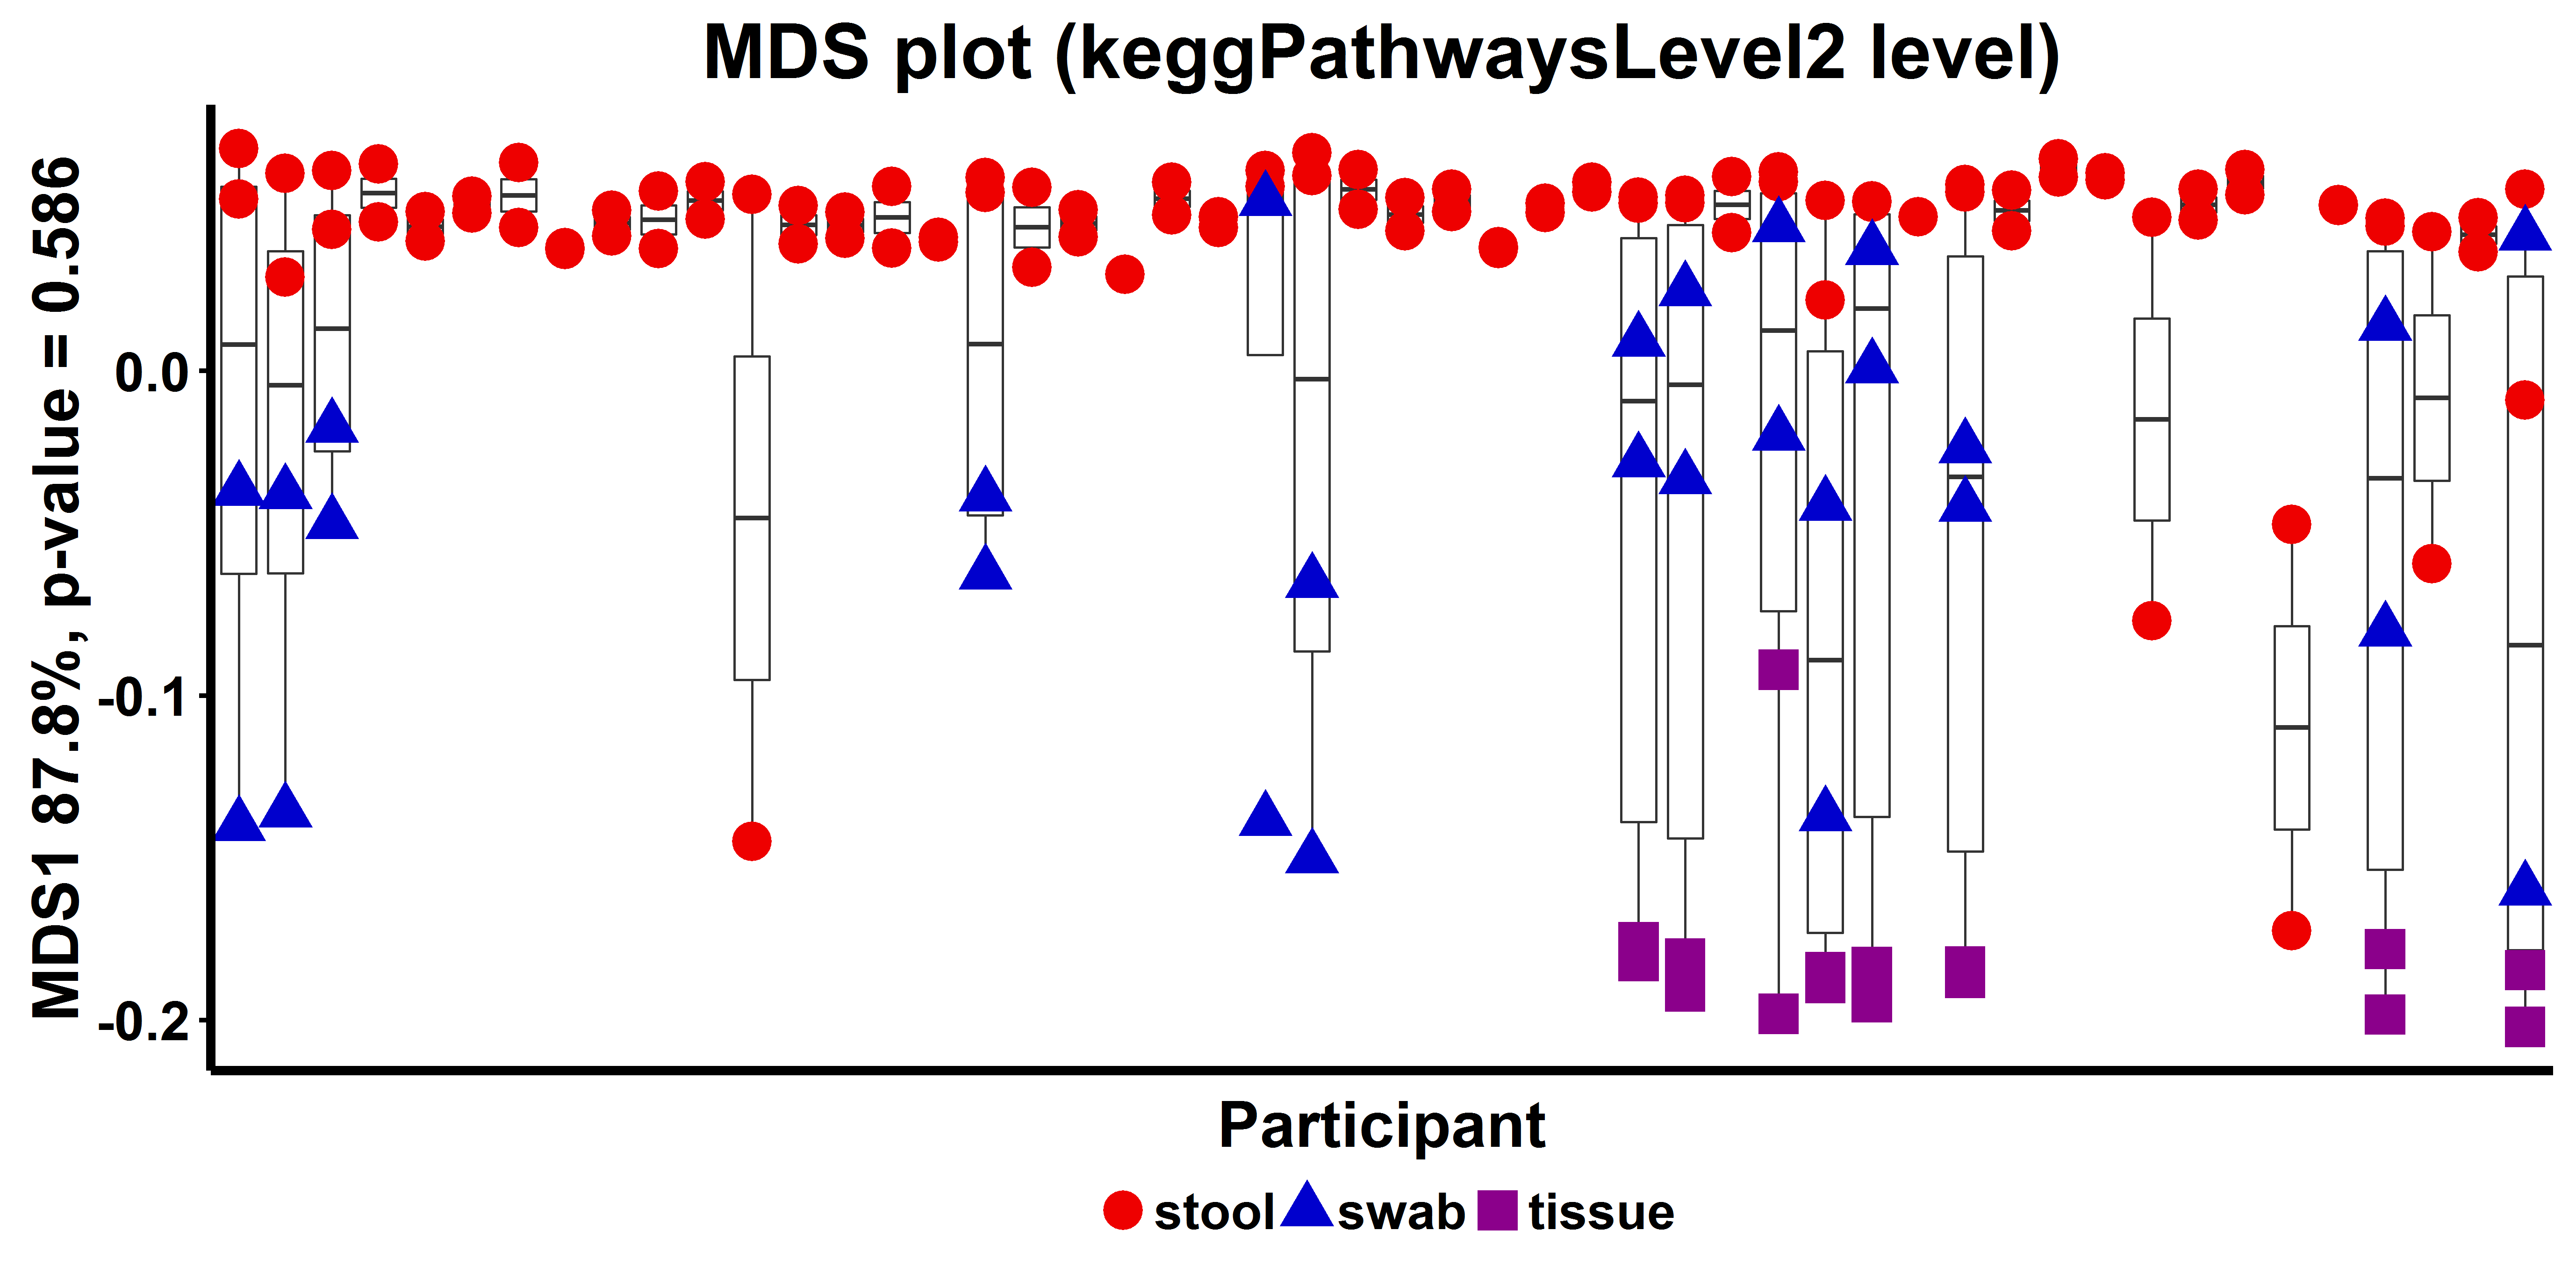 MDS plot (keggPathwaysLevel2 level)
MDS1 87.8%, p-value = 0.586
0.0
-0.1
-0.2
Participant
stool swab tissue